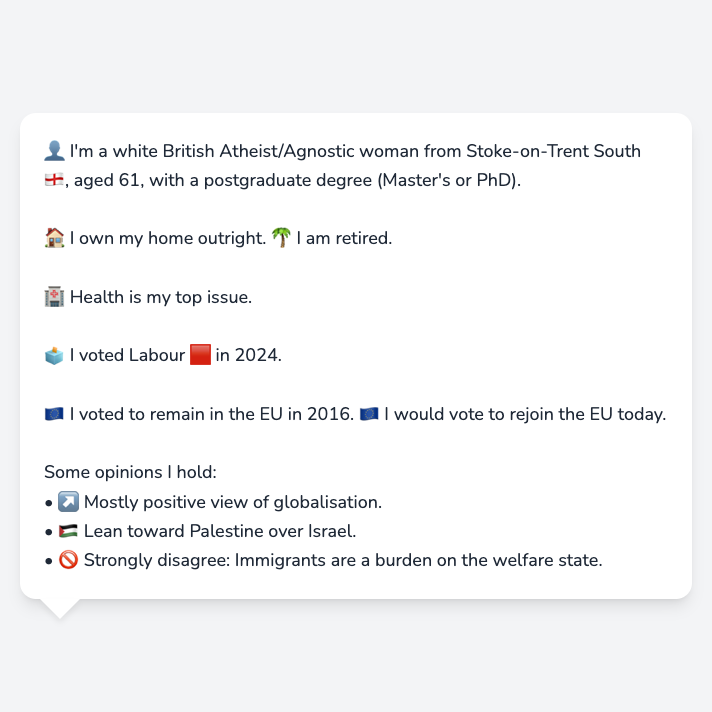 👤 I'm a white British Atheist/Agnostic woman from Stoke-on-Trent South
🏴󠁧󠁢󠁥󠁮󠁧󠁿, aged 61, with a postgraduate degree (Master's or PhD).
🏠 I own my home outright. 🌴 I am retired.
🏥 Health is my top issue.
🗳️ I voted Labour 🟥 in 2024.
🇪🇺 I voted to remain in the EU in 2016. 🇪🇺 I would vote to rejoin the EU today.
Some opinions I hold:
• ↗️ Mostly positive view of globalisation.
• 🇵🇸 Lean toward Palestine over Israel.
• 🚫 Strongly disagree: Immigrants are a burden on the welfare state.